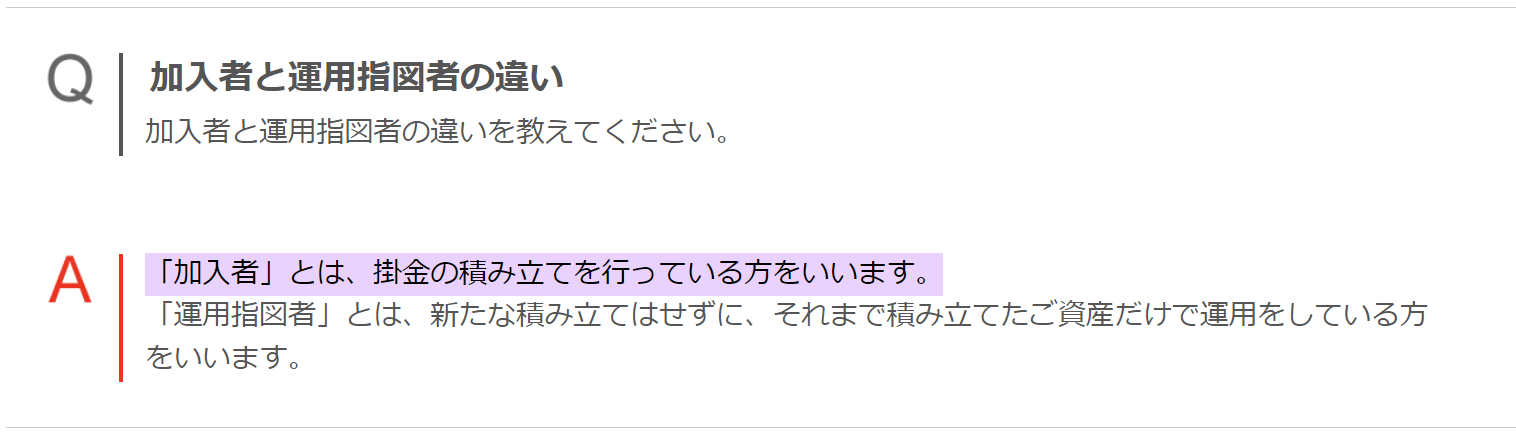 Q
加入者と運用指図者の違い
加入者と運用指図者の違いを教えてください。
A
「加入者」とは、掛金の積み立てを行っている方をいいます。
「運用指図者」とは、新たな積み立てはせずに、それまで積み立てたご資産だけで運用をしている方
をいいます。